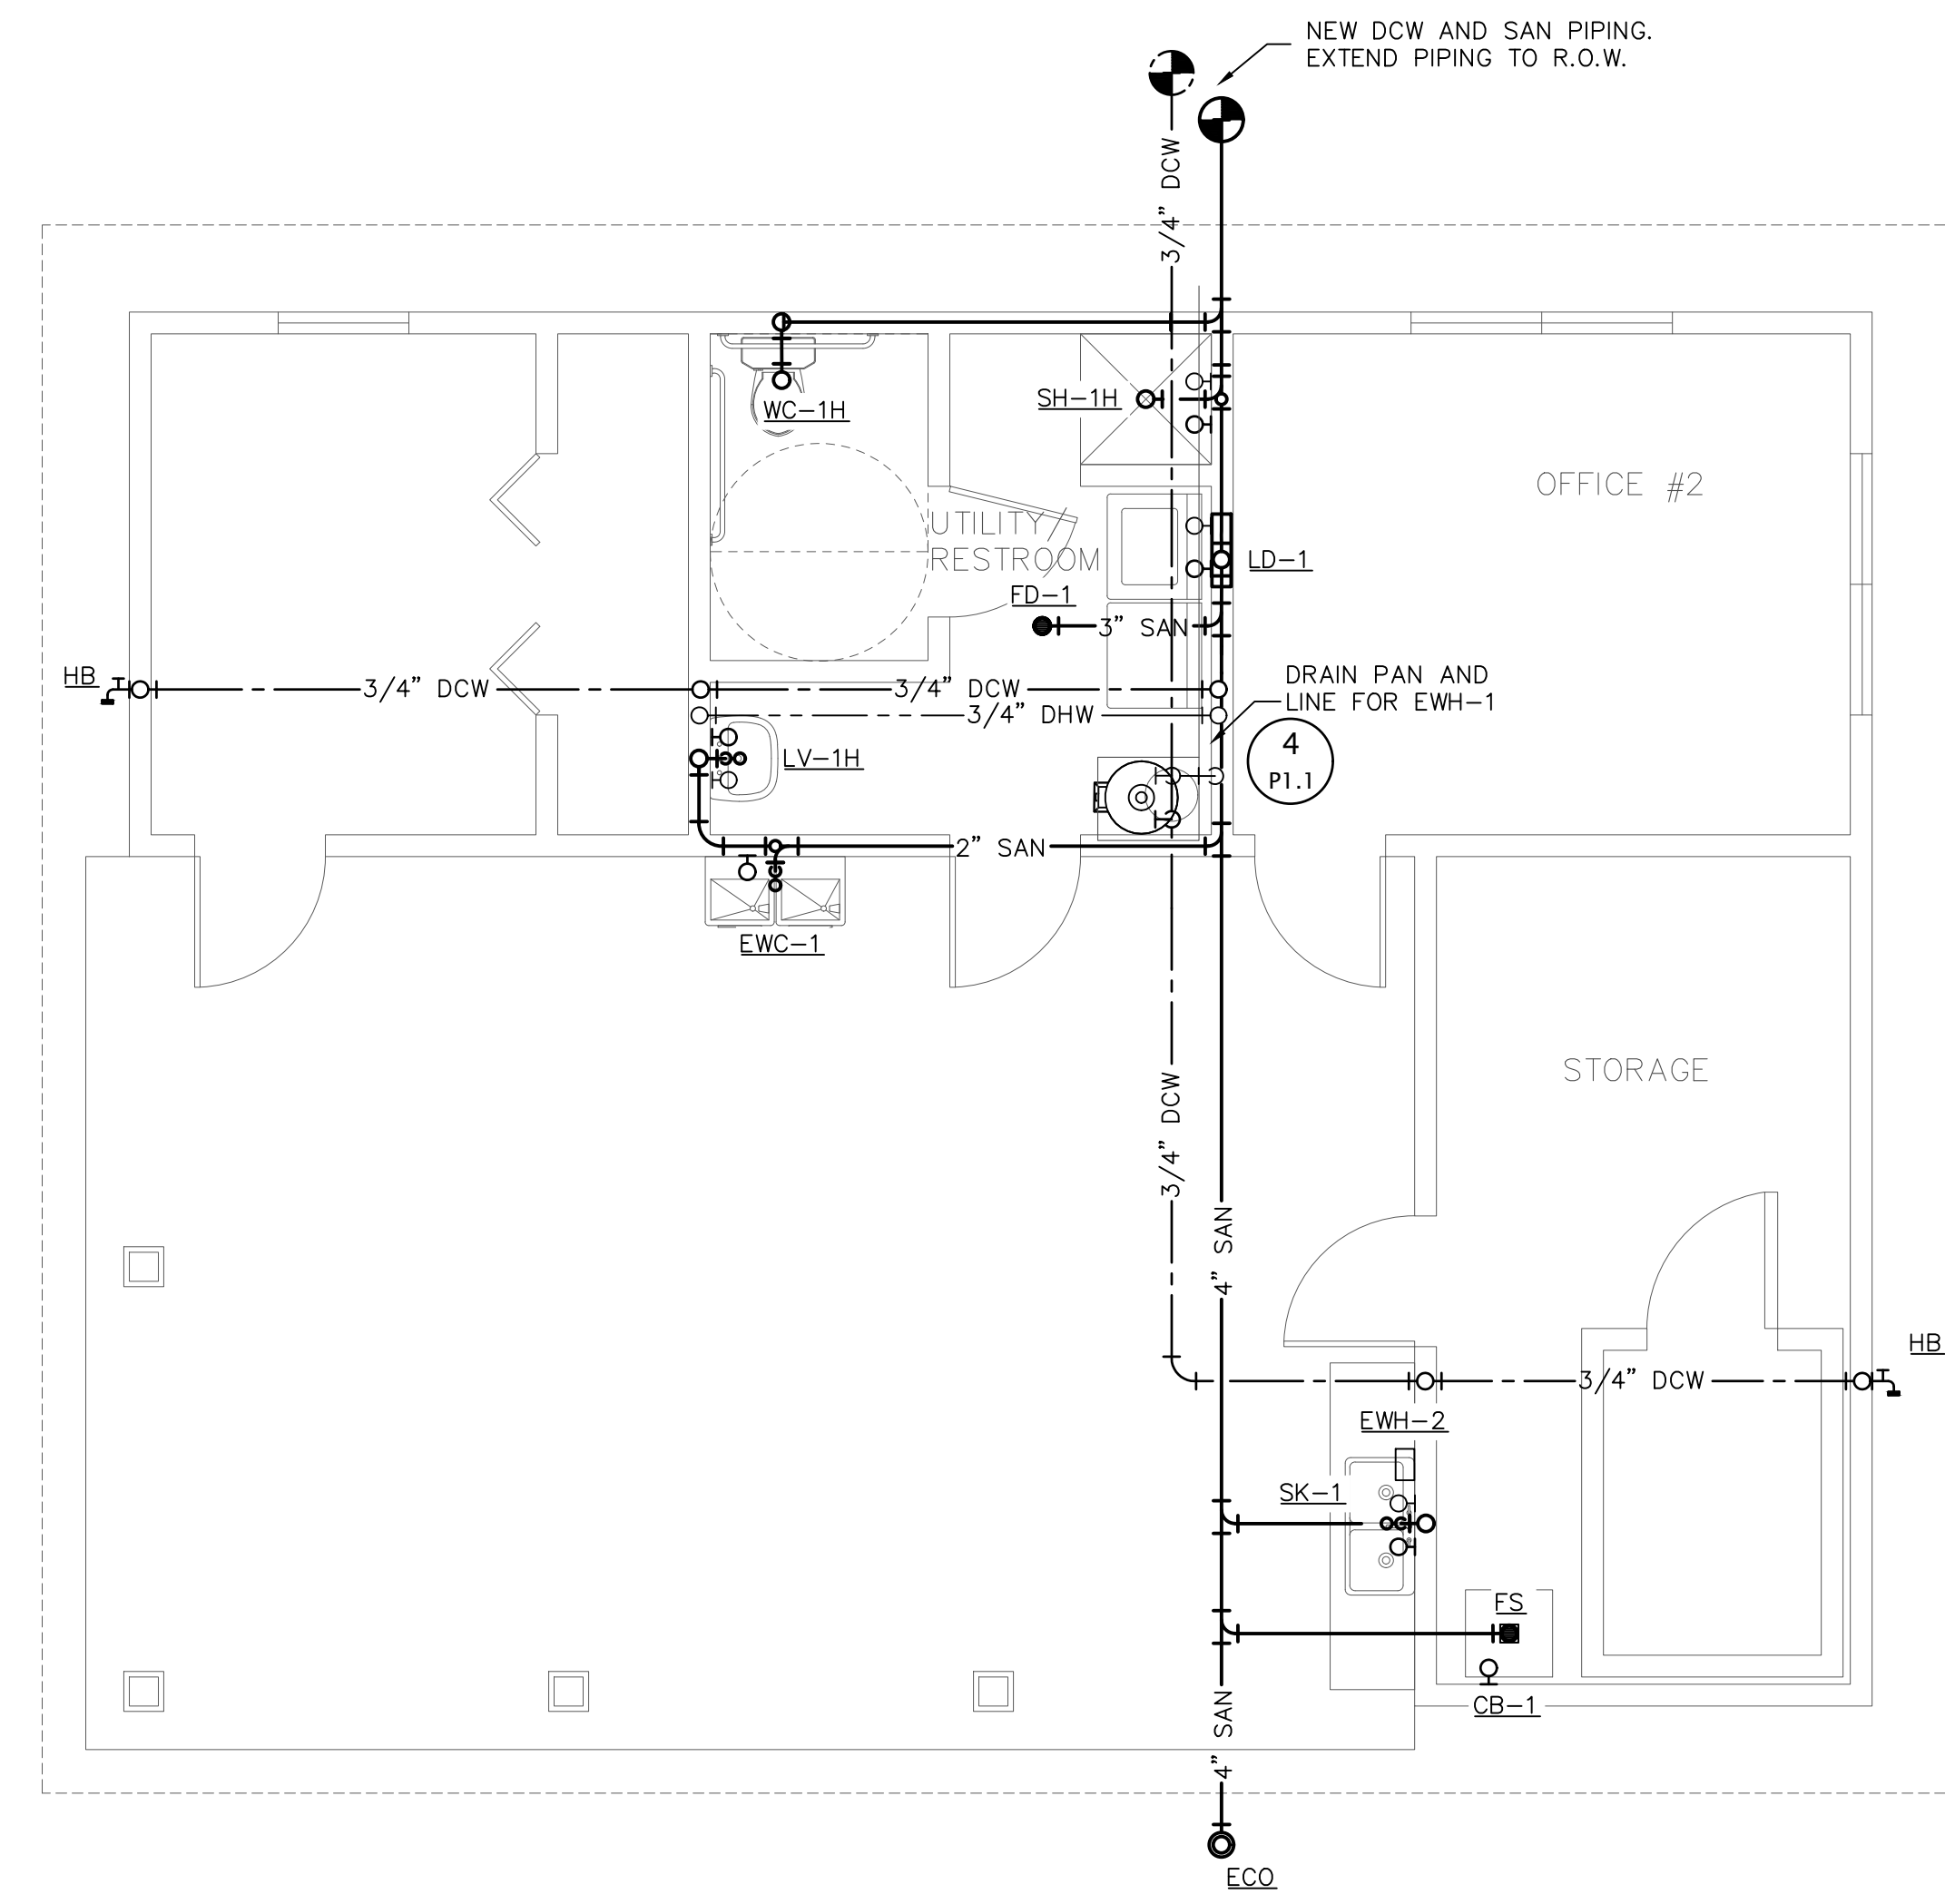 NEW DCW AND SAN PIPING.
EXTEND PIPING TO R.O.W.
3/4" DCW
WC-1H
SH-1H
OFFICE #2
UTILITY/
RESTROOM
LD-1
FD-1
3" SAN
HB
3/4" DCW
3/4" DCW
3/4" DHW
DRAIN PAN AND
LINE FOR EWH-1
4
P1.1
LV-1H
2" SAN
EWC-1
STORAGE
3/4" DCW
4" SAN
HB
3/4" DCW
EWH-2
SK-1
FS
CB-1
4" SAN
ECO